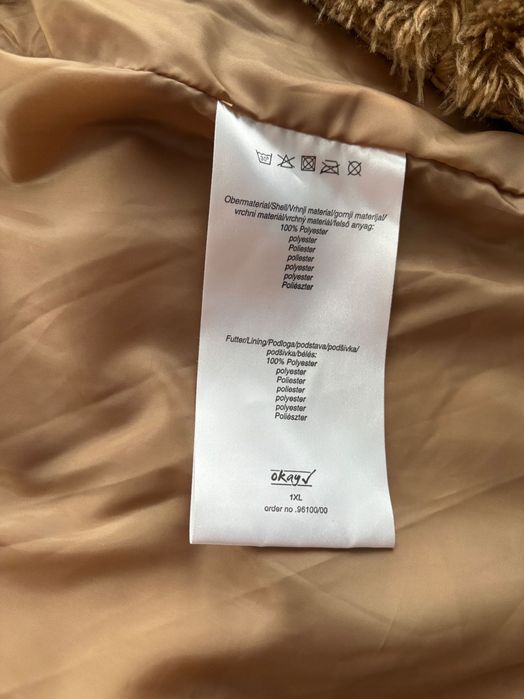 30°
Obermaterial/Shell/Vrhnji material/gornji materijal/
vrchni materiál/vrchný materiál/felső anyag:
100% Polyester
polyester
Poliester
poliester
polyester
polyester
Poliészter
Futter/Lining/Podloga/podstava/podšívka/
podšívka/bélés:
100% Polyester
polyester
Poliester
poliester
polyester
polyester
Poliészter
okay
1XL
order no .96100/00